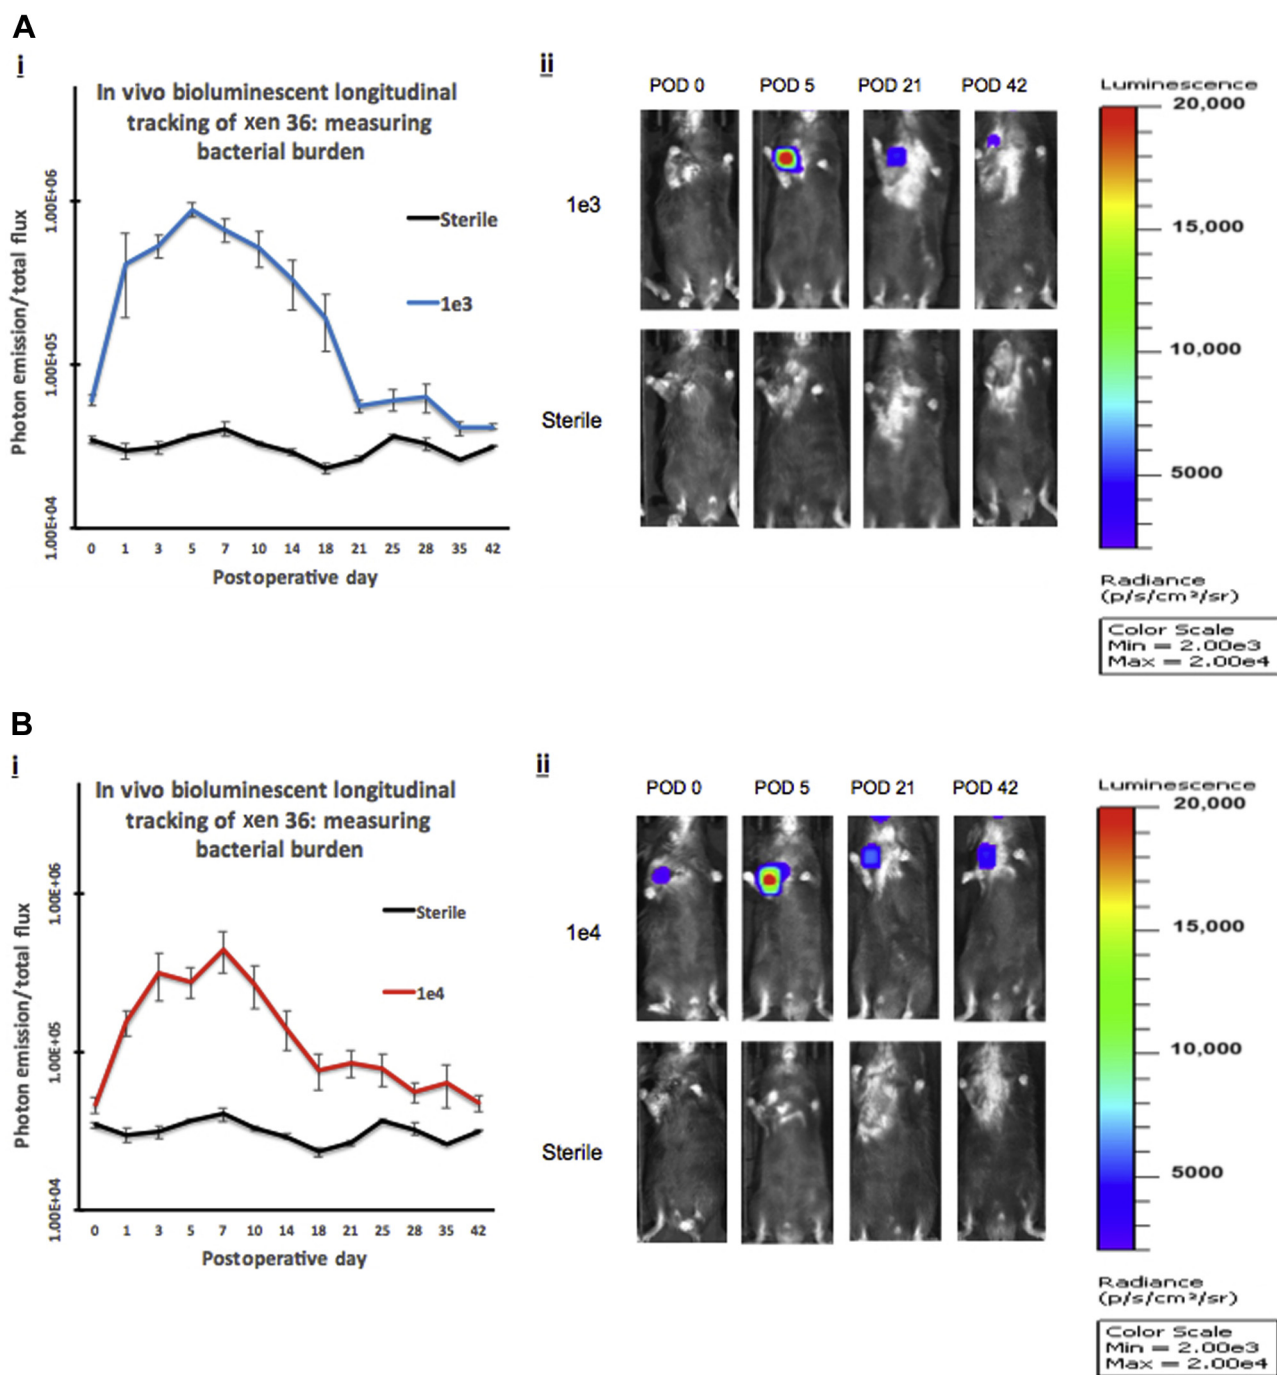 A
i
In vivo bioluminescent longitudinal
tracking of xen 36: measuring
bacterial burden
Photon emission/total flux
1.00E+06
1.00E+05
1.00E+04
Sterile
1e3
0 1 3 5 7 10 14 18 21 25 28 35 42
Postoperative day
ii
POD 0 POD 5 POD 21 POD 42
1e3
Sterile
Luminescence
20,000
15,000
10,000
5000
Radiance
(p/s/cm²/sr)
Color Scale
Min = 2.00e3
Max = 2.00e4
B
i
In vivo bioluminescent longitudinal
tracking of xen 36: measuring
bacterial burden
Photon emission/total flux
1.00E+06
1.00E+05
1.00E+04
Sterile
1e4
0 1 3 5 7 10 14 18 21 25 28 35 42
Postoperative day
ii
POD 0 POD 5 POD 21 POD 42
1e4
Sterile
Luminescence
20,000
15,000
10,000
5000
Radiance
(p/s/cm²/sr)
Color Scale
Min = 2.00e3
Max = 2.00e4